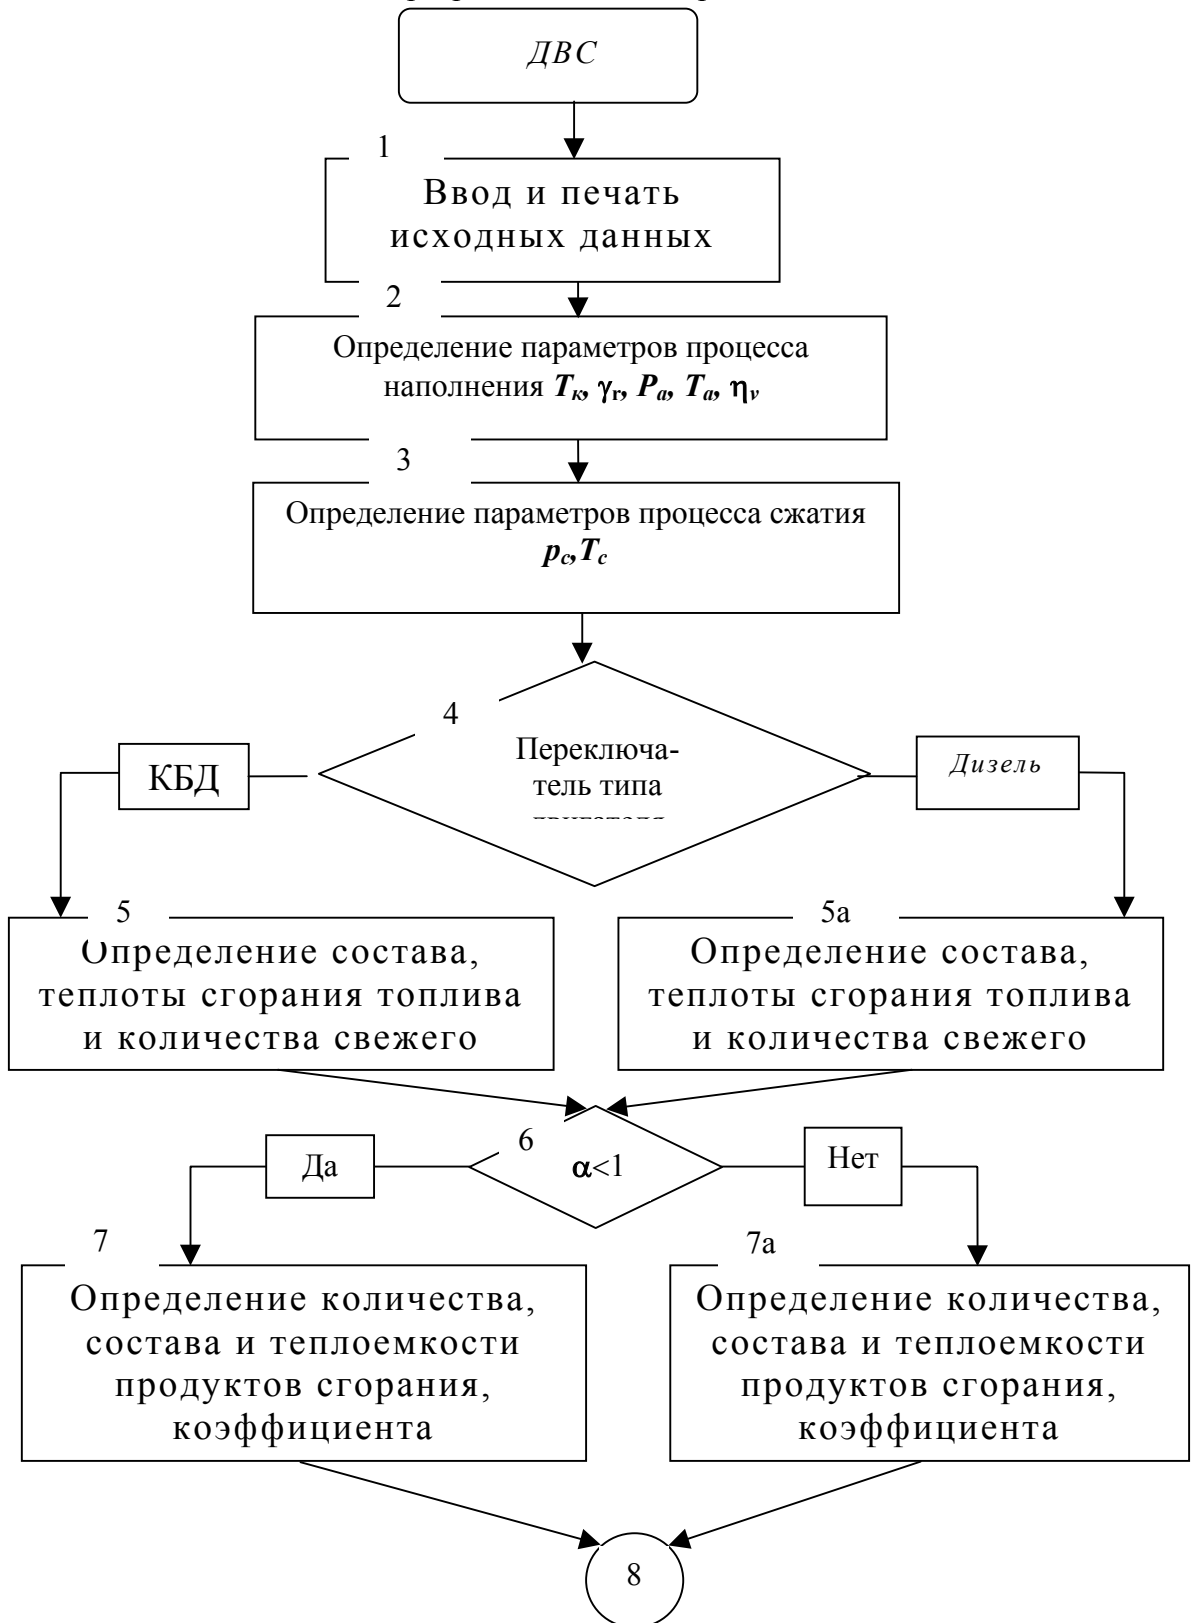 ДВС
1
Ввод и печать
исходных данных
2
Определение параметров процесса
наполнения Tк, γr, Pa, Ta, ηv
3
Определение параметров процесса сжатия
pc,Tc
4
Переключа-
тель типа
КБД
Дизель
5
Определение состава,
теплоты сгорания топлива
и количества свежего
5а
Определение состава,
теплоты сгорания топлива
и количества свежего
6
α<1
Да
Нет
7
Определение количества,
состава и теплоемкости
продуктов сгорания,
коэффициента
7а
Определение количества,
состава и теплоемкости
продуктов сгорания,
коэффициента
8